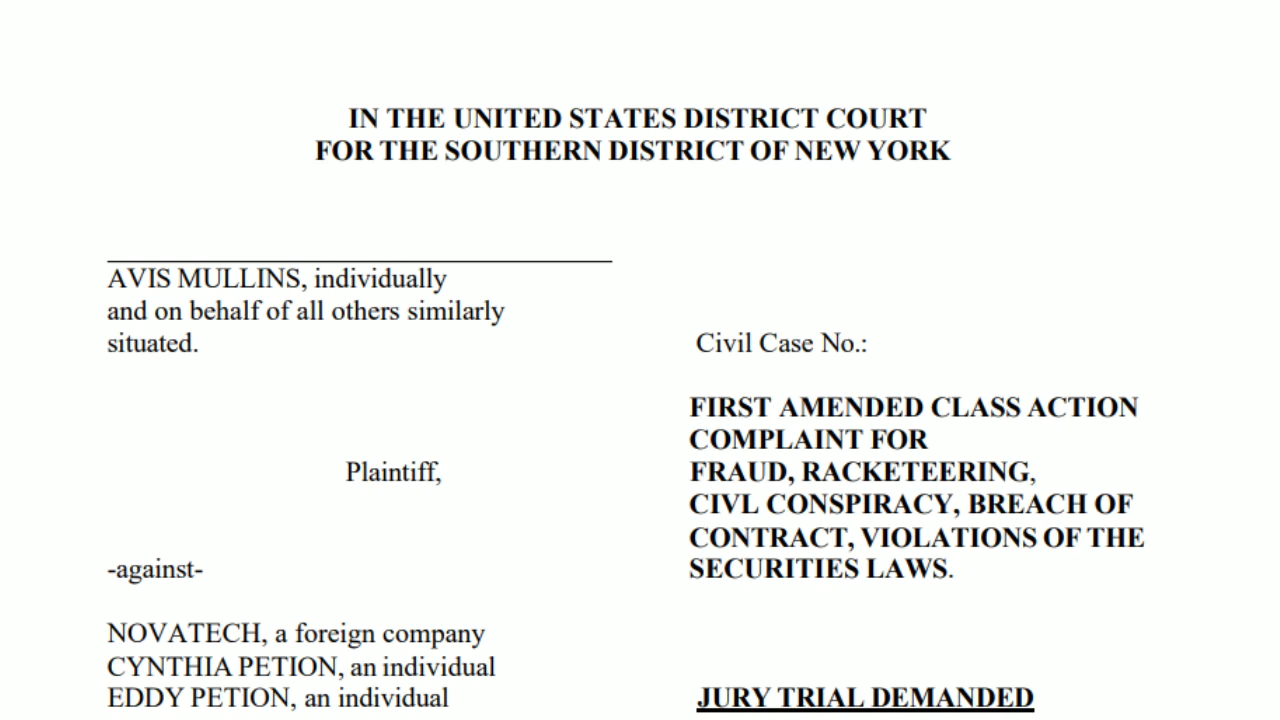 IN THE UNITED STATES DISTRICT COURT
FOR THE SOUTHERN DISTRICT OF NEW YORK
AVIS MULLINS, individually
and on behalf of all others similarly
situated.
Civil Case No.:
FIRST AMENDED CLASS ACTION
COMPLAINT FOR
Plaintiff,
FRAUD, RACKETEERING,
CIVL CONSPIRACY, BREACH OF
CONTRACT, VIOLATIONS OF THE
-against-
SECURITIES LAWS.
NOVATECH, a foreign company
CYNTHIA PETION, an individual
EDDY PETION, an individual
JURY TRIAL DEMANDED